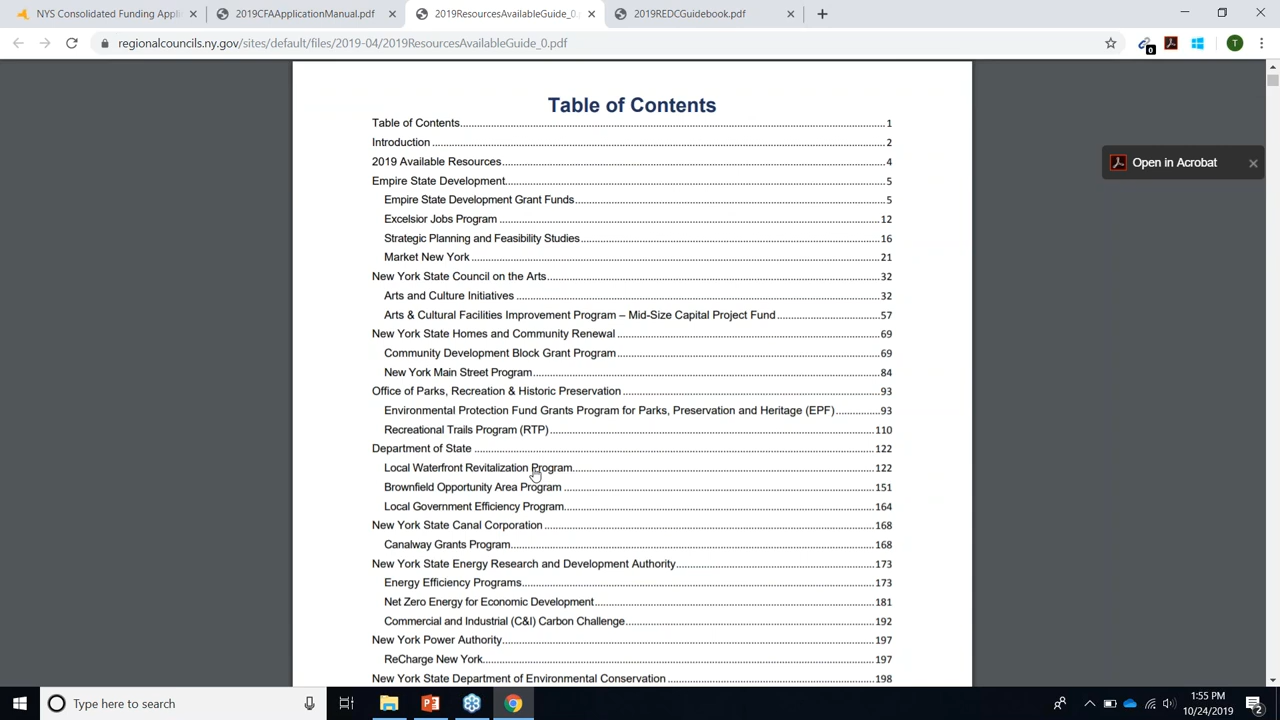 NYS Consolidated Funding Appli
2019CFAApplicationManual.pdf
2019ResourcesAvailableGuide_0.
2019REDCGuidebook.pdf
regionalcouncils.ny.gov/sites/default/files/2019-04/2019ResourcesAvailableGuide_0.pdf
0
T
Open in Acrobat
Table of Contents
Table of Contents.....1
Introduction.....2
2019 Available Resources.....4
Empire State Development.....5
Empire State Development Grant Funds.....5
Excelsior Jobs Program.....12
Strategic Planning and Feasibility Studies.....16
Market New York.....21
New York State Council on the Arts.....32
Arts and Culture Initiatives.....32
Arts & Cultural Facilities Improvement Program – Mid-Size Capital Project Fund.....57
New York State Homes and Community Renewal.....69
Community Development Block Grant Program.....69
New York Main Street Program.....84
Office of Parks, Recreation & Historic Preservation.....93
Environmental Protection Fund Grants Program for Parks, Preservation and Heritage (EPF).....93
Recreational Trails Program (RTP).....110
Department of State.....122
Local Waterfront Revitalization Program.....122
Brownfield Opportunity Area Program.....151
Local Government Efficiency Program.....164
New York State Canal Corporation.....168
Canalway Grants Program.....168
New York State Energy Research and Development Authority.....173
Energy Efficiency Programs.....173
Net Zero Energy for Economic Development.....181
Commercial and Industrial (C&I) Carbon Challenge.....192
New York Power Authority.....197
ReCharge New York.....197
New York State Department of Environmental Conservation.....198
Type here to search
1:55 PM
10/24/2019
2